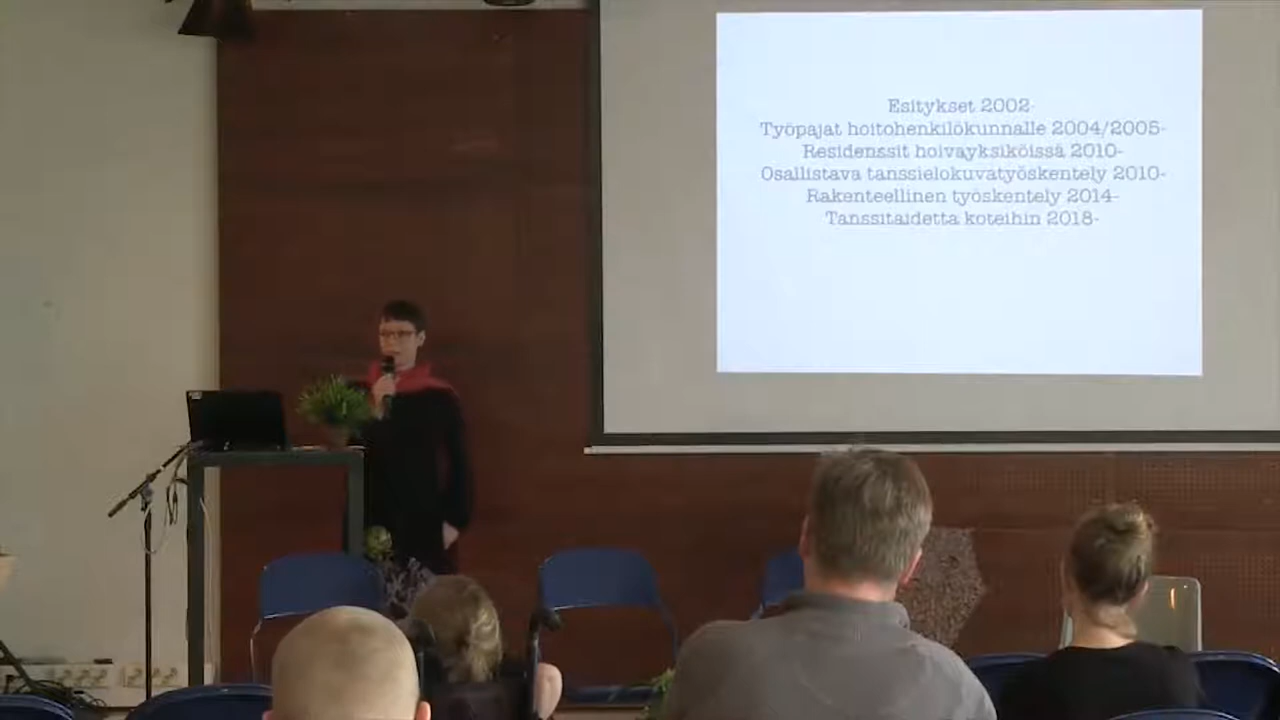 Esitykset 2002-
Työpajat hoitohenkilökunnalle 2004/2005-
Residenssit hoivayksiköissä 2010-
Osallistava tanssielokuvatyöskentely 2010-
Rakenteellinen työskentely 2014-
Tanssitaidetta koteihin 2018-